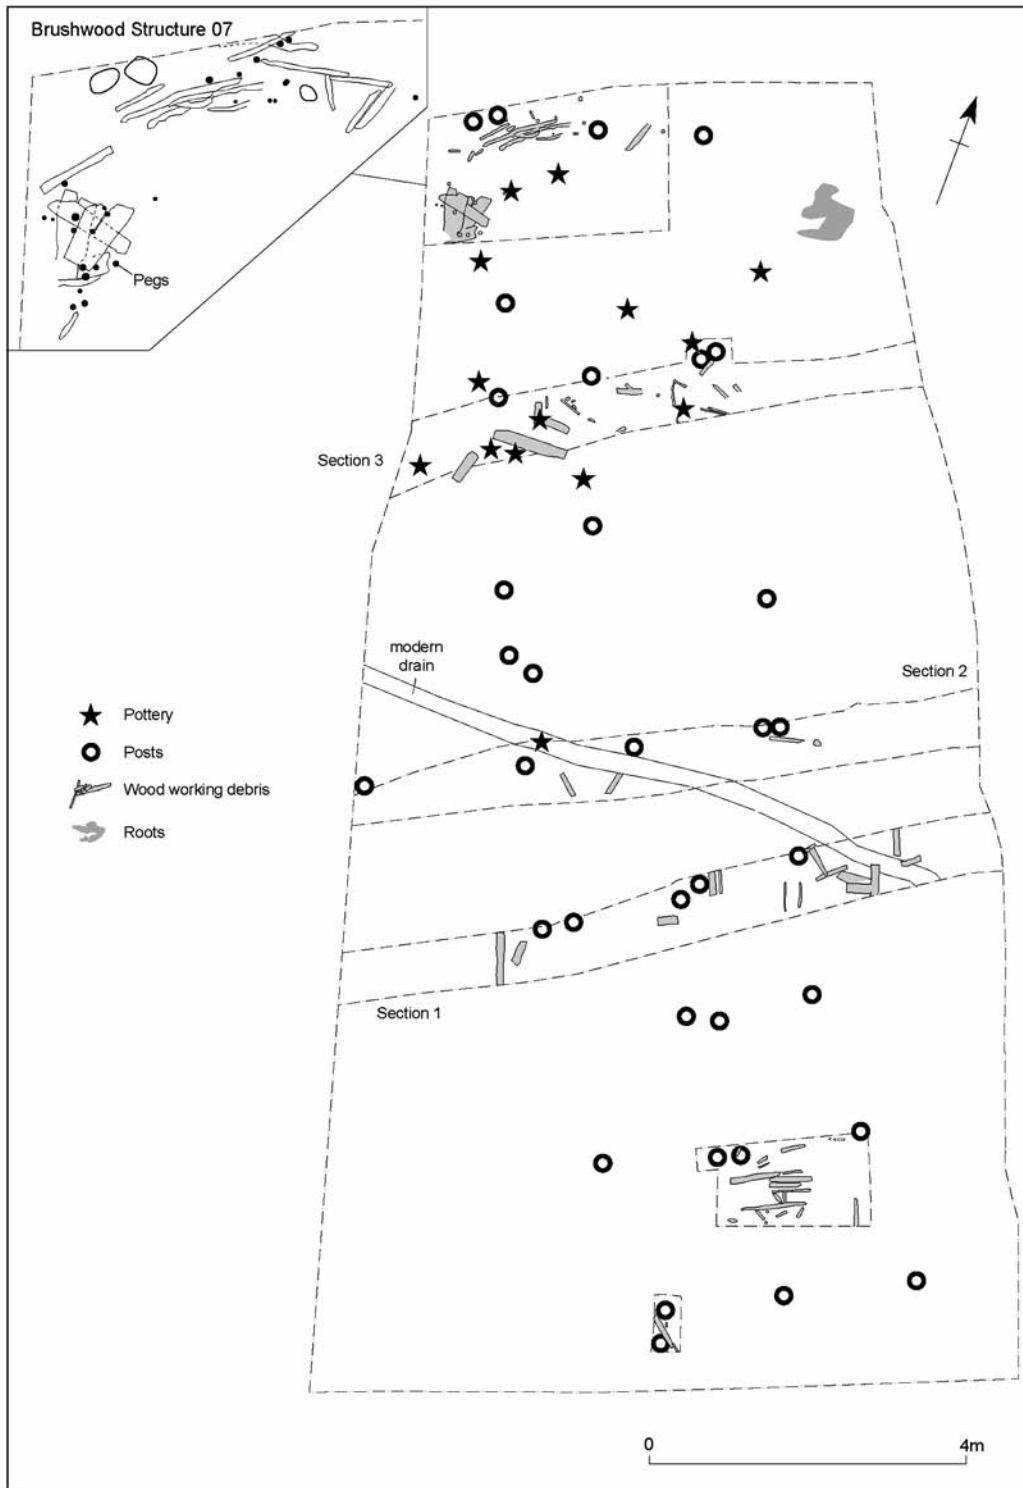 Brushwood Structure 07
Pegs
Section 3
modern
drain
Section 2
Pottery
Posts
Wood working debris
Roots
Section 1
0 4m